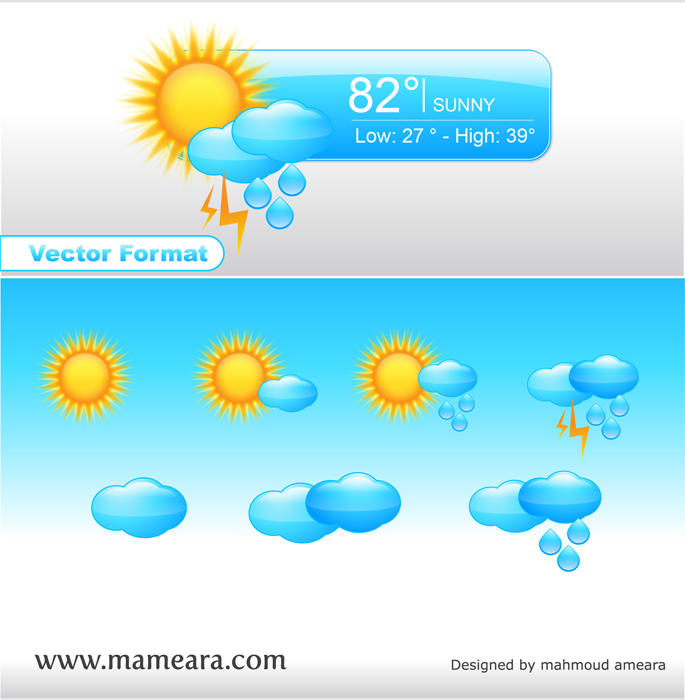 82° SUNNY
Low: 27 ° - High: 39°
Vector Format
www.mameara.com
Designed by mahmoud ameara